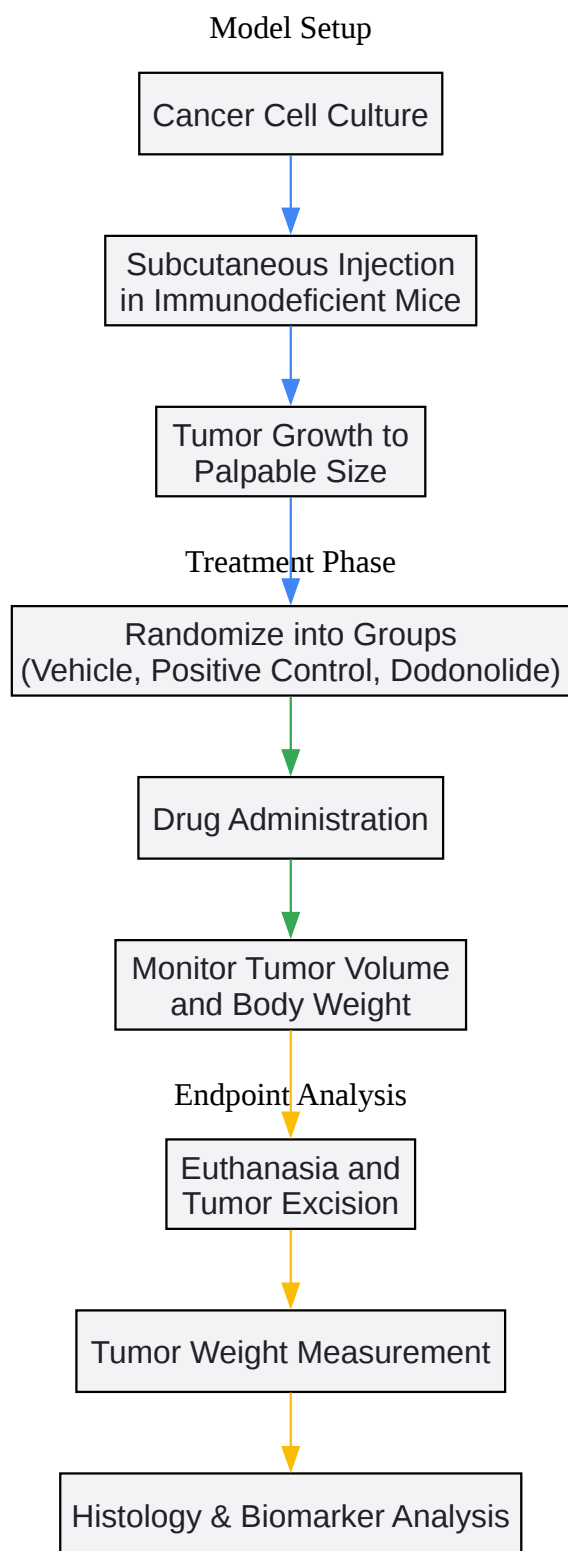 Model Setup
Cancer Cell Culture
Subcutaneous Injection
in Immunodeficient Mice
Tumor Growth to
Palpable Size
Treatment Phase
Randomize into Groups
(Vehicle, Positive Control, Dodonolide)
Drug Administration
Monitor Tumor Volume
and Body Weight
Endpoint Analysis
Euthanasia and
Tumor Excision
Tumor Weight Measurement
Histology & Biomarker Analysis